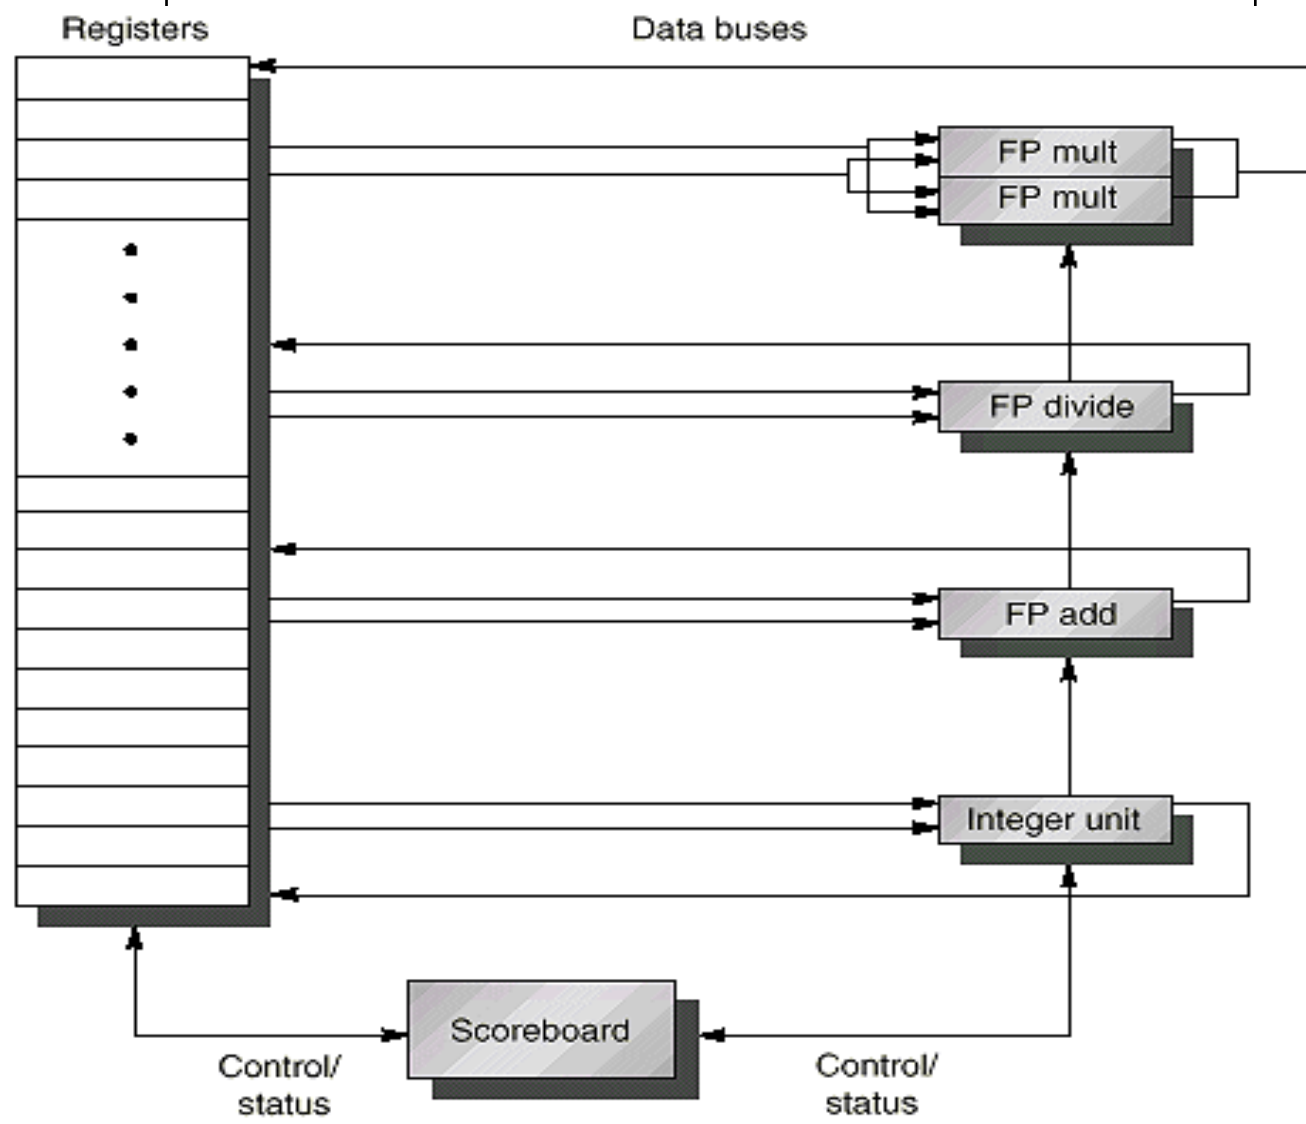 Registers
Data buses
FP mult
FP mult
FP divide
FP add
Integer unit
Scoreboard
Control/
status
Control/
status